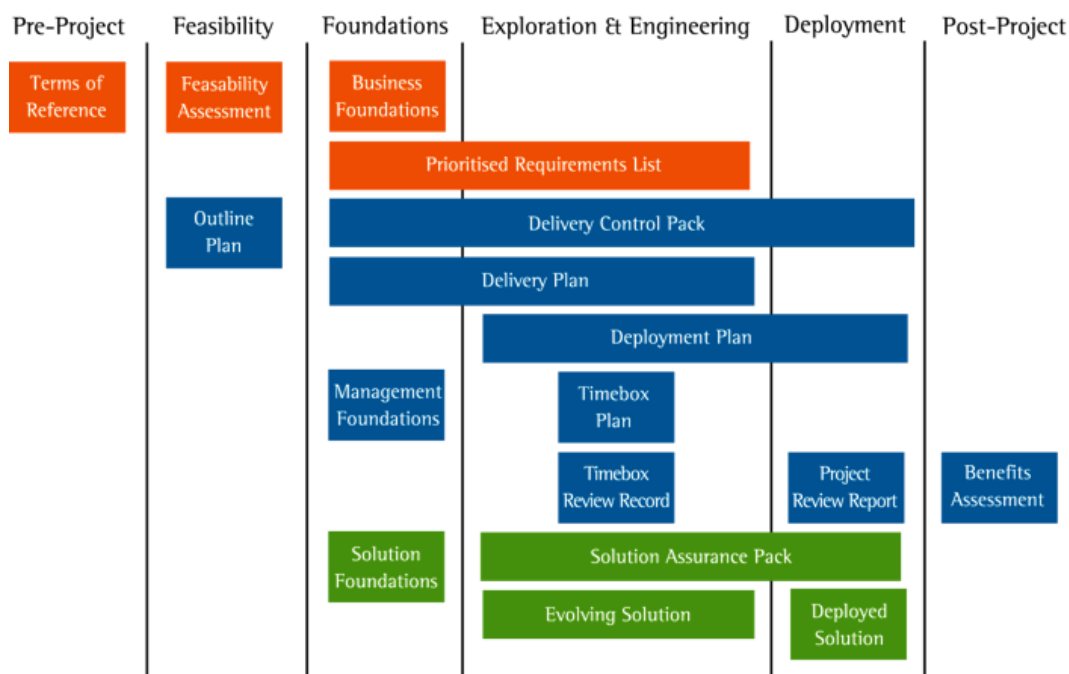 Pre-Project
Feasibility
Foundations
Exploration & Engineering
Deployment
Post-Project
Terms of
Reference
Feasability
Assessment
Business
Foundations
Prioritised Requirements List
Outline
Plan
Delivery Control Pack
Delivery Plan
Deployment Plan
Management
Foundations
Timebox
Plan
Timebox
Review Record
Project
Review Report
Benefits
Assessment
Solution
Foundations
Solution Assurance Pack
Evolving Solution
Deployed
Solution